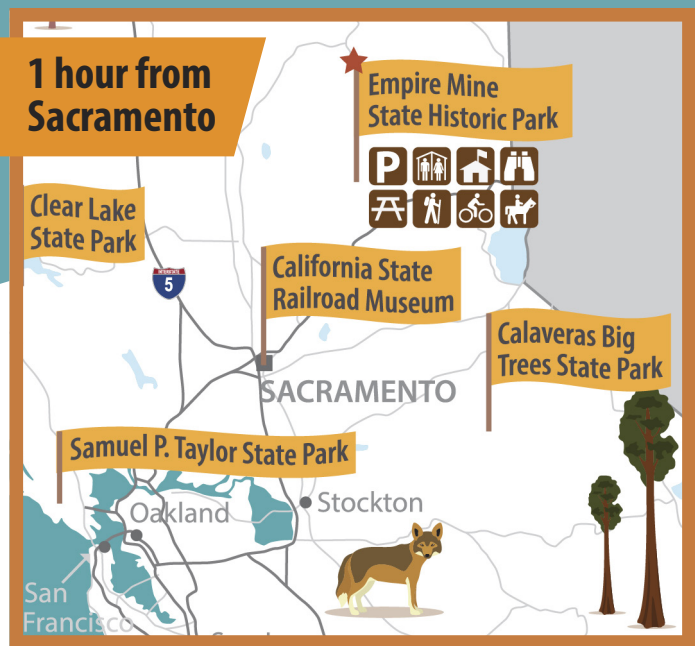 1 hour from
Sacramento
Empire Mine
State Historic Park
P
Clear Lake
State Park
INTERSTATE
5
California State
Railroad Museum
Calaveras Big
Trees State Park
SACRAMENTO
Samuel P. Taylor State Park
Stockton
Oakland
San
Francisco